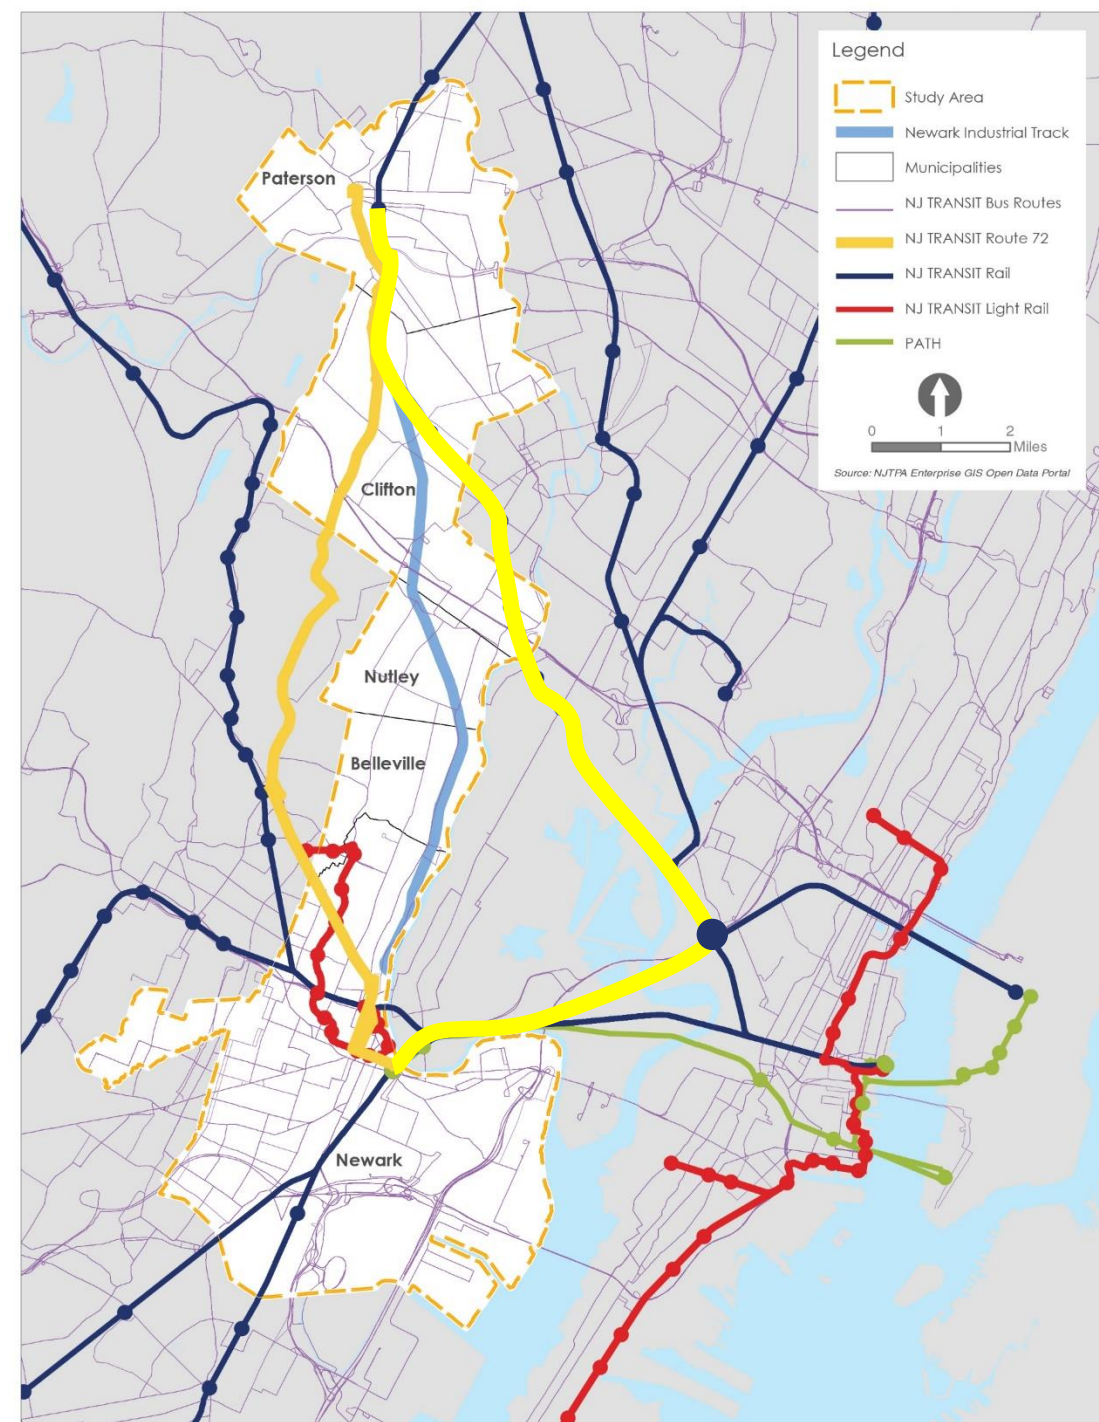 Legend
Study Area
Newark Industrial Track
Municipalities
NJ TRANSIT Bus Routes
NJ TRANSIT Route 72
NJ TRANSIT Rail
NJ TRANSIT Light Rail
PATH
0 1 2
Miles
Source: NJTPA Enterprise GIS Open Data Portal
Paterson
Clifton
Nutley
Belleville
Newark